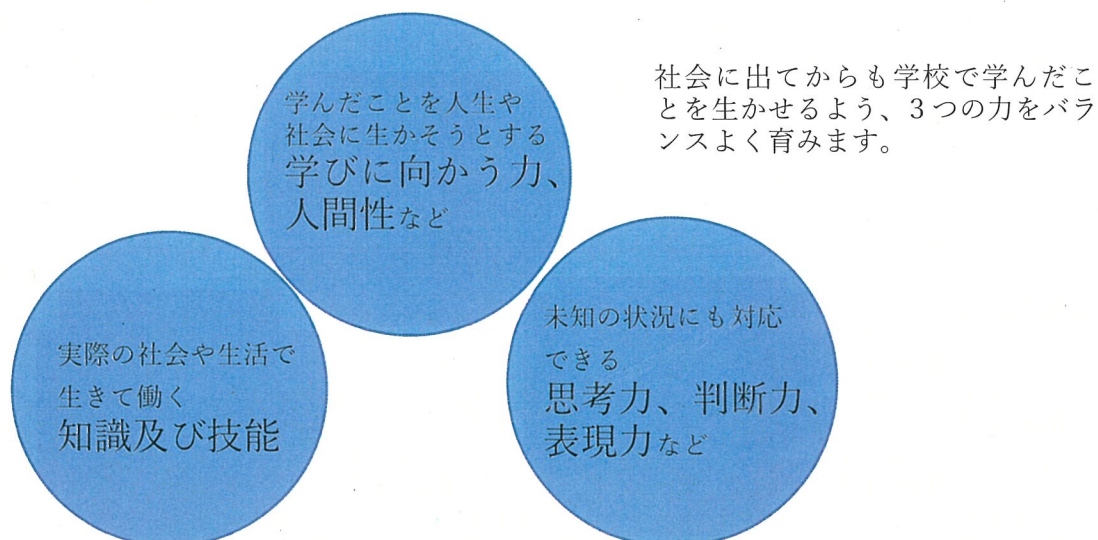 社会に出てからも学校で学んだこ
とを生かせるよう、3つの力をバラ
ンスよく育みます。
学んだことを人生や
社会に生かそうとする
学びに向かう力、
人間性など
実際の社会や生活で
生きて働く
知識及び技能
未知の状況にも対応
できる
思考力、判断力、
表現力など